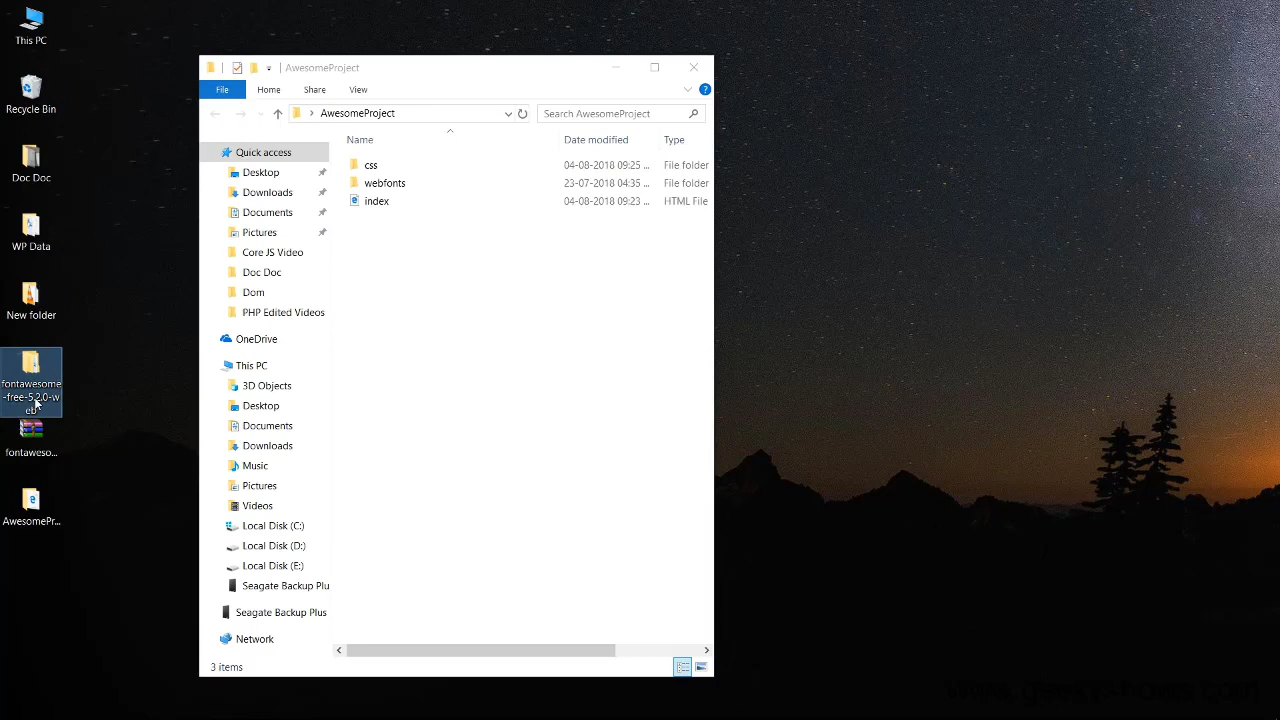 This PC
Recycle Bin
Doc Doc
WP Data
New folder
fontawesome
-free-5.2.0-w
eb
fontaweso...
AwesomePr...
AwesomeProject
File
Home
Share
View
AwesomeProject
Search AwesomeProject
Name
Date modified
Type
css
04-08-2018 09:25 ...
File folder
webfonts
23-07-2018 04:35 ...
File folder
index
04-08-2018 09:23 ...
HTML File
Quick access
Desktop
Downloads
Documents
Pictures
Core JS Video
Doc Doc
Dom
PHP Edited Videos
OneDrive
This PC
3D Objects
Desktop
Documents
Downloads
Music
Pictures
Videos
Local Disk (C:)
Local Disk (D:)
Local Disk (E:)
Seagate Backup Plu
Seagate Backup Plus
Network
3 items